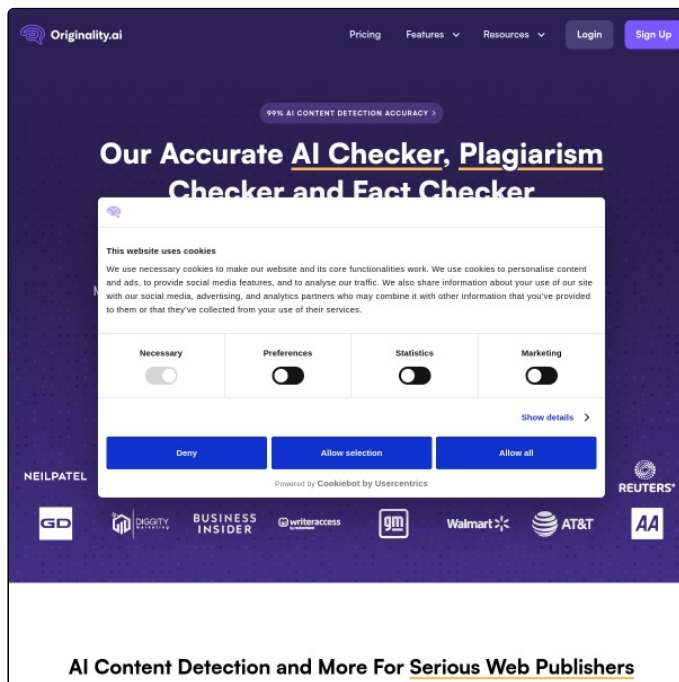 Originality.ai
Pricing
Features
Resources
Login
Sign Up
99% AI CONTENT DETECTION ACCURACY
Our Accurate AI Checker, Plagiarism
Checker and Fact Checker
This website uses cookies
We use necessary cookies to make our website and its core functionalities work. We use cookies to personalise content
and ads, to provide social media features, and to analyse our traffic. We also share information about your use of our site
with our social media, advertising, and analytics partners who may combine it with other information that you've provided
to them or that they've collected from your use of their services.
Necessary
Preferences
Statistics
Marketing
Show details
Deny
Allow selection
Allow all
Powered by Cookiebot by Usercentrics
NEILPATEL
REUTERS
GD
DIGGITY
marketing
BUSINESS
INSIDER
writeraccess
gm
Walmart
AT&T
AA
AI Content Detection and More For Serious Web Publishers